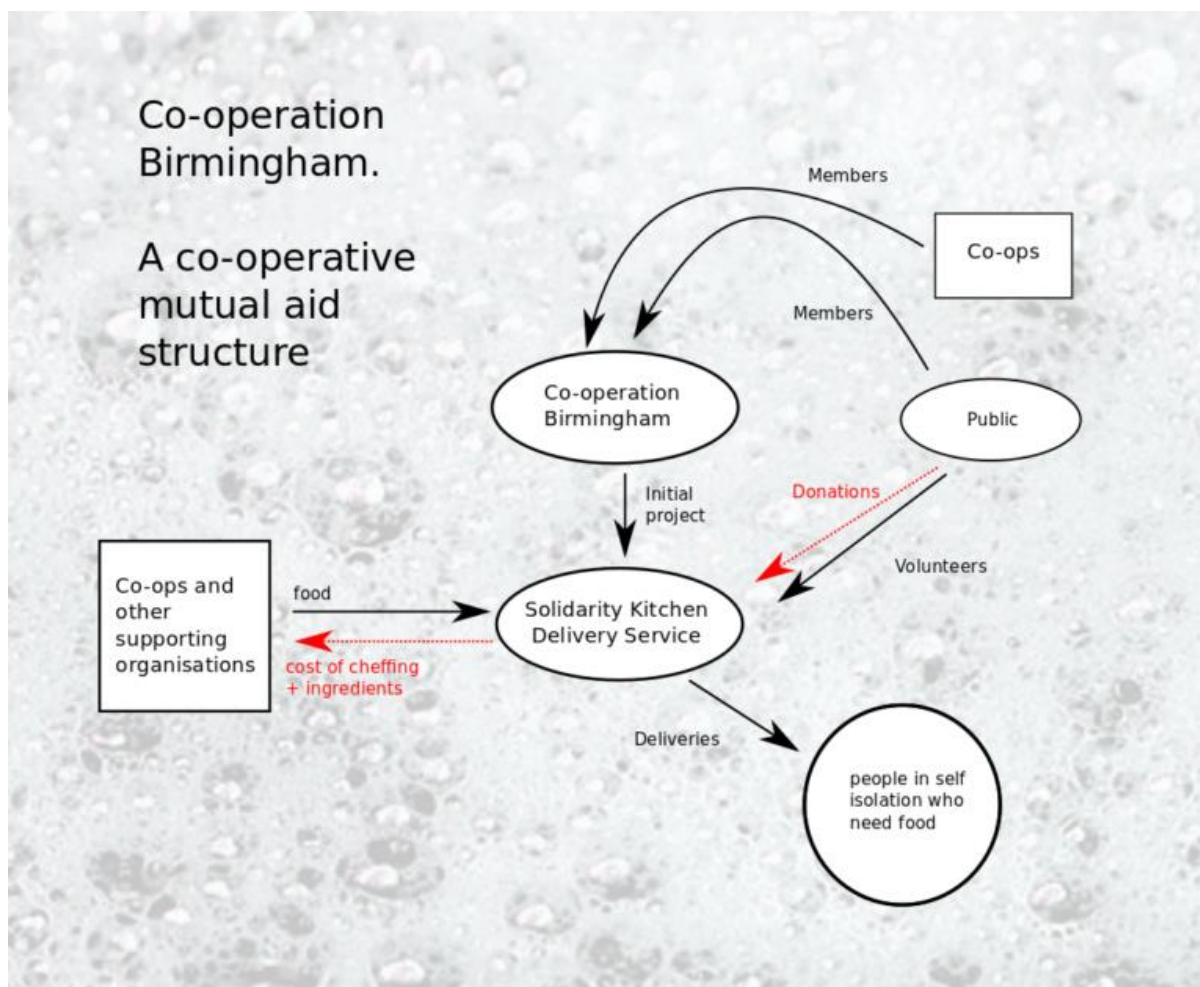 Co-operation
Birmingham.
A co-operative
mutual aid
structure
Members
Co-ops
Members
Co-operation
Birmingham
Public
Initial
project
Donations
Volunteers
Co-ops and
other
supporting
organisations
food
cost of cheffing
+ ingredients
Solidarity Kitchen
Delivery Service
Deliveries
people in self
isolation who
need food